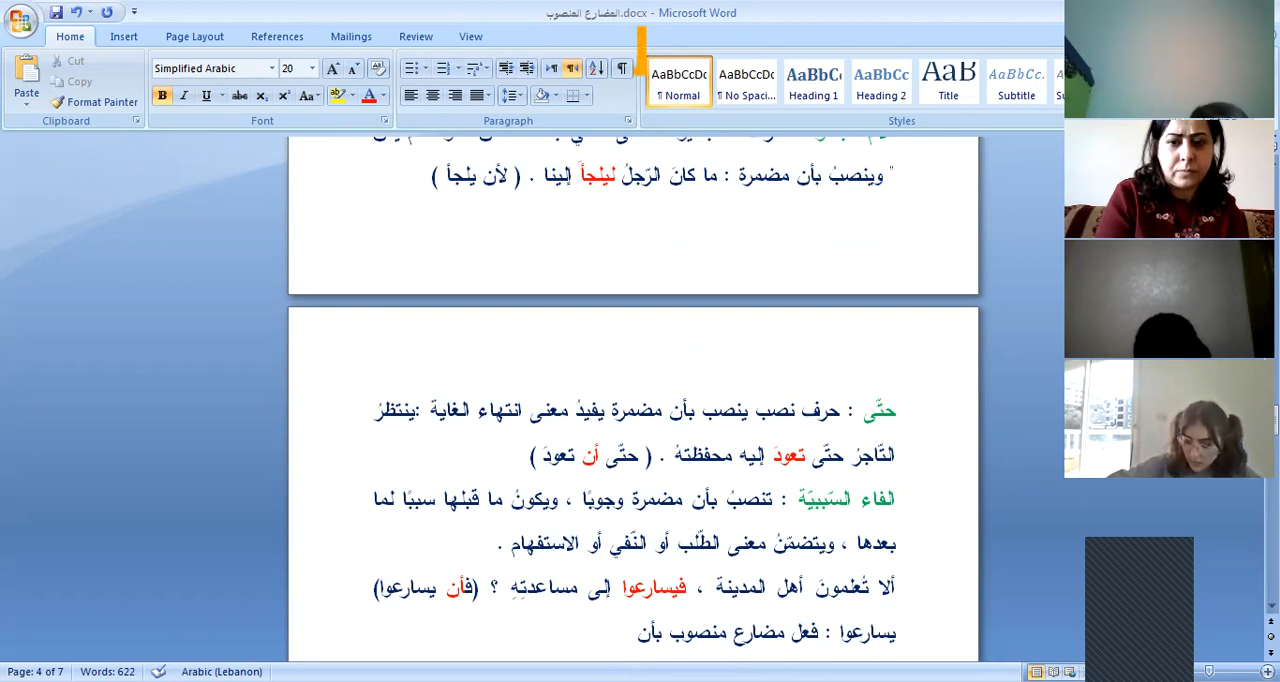 المضارع المنصوب.docx - Microsoft Word
Home Insert Page Layout References Mailings Review View
Paste
Cut
Copy
Format Painter
Clipboard
Simplified Arabic 20
Font
Paragraph
AaBbCcDc AaBbCcDc AaBbC AaBbCc AaB AaBbCc.
¶ Normal ¶ No Spaci... Heading 1 Heading 2 Title Subtitle
Styles
" وينصبُ بأن مضمرة : ما كانَ الرّجلُ ليلجأَ إلينا . ( لأن يلجأ )
حتّى : حرف نصب ينصب بأن مضمرة يفيدُ معنى انتهاء الغاية :ينتظرُ
التّاجرُ حتّى تعودَ إليه محفظتهُ . ( حتّى أن تعودَ )
الفاء السّببيّة : تنصبُ بأن مضمرة وجوبًا ، ويكونُ ما قبلها سببًا لما
بعدها ، ويتضمّنُ معنى الطّلب أو النّفي أو الاستفهام .
ألا تُعلمونَ أهل المدينة ، فيسارعوا إلى مساعدتِهِ ؟ (فأن يسارعوا)
يسارعوا : فعل مضارع منصوب بأن
Page: 4 of 7 Words: 622 Arabic (Lebanon)